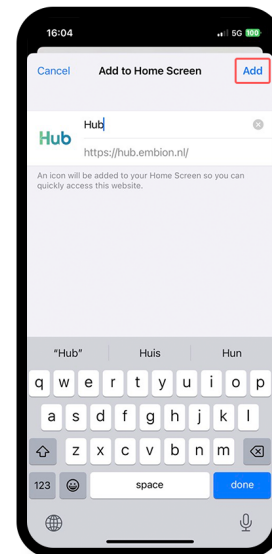 16:04 5G 100
Cancel Add to Home Screen Add
Hub Hub
https://hub.embion.nl/
An icon will be added to your Home Screen so you can
quickly access this website.
“Hub” Huis Hun
q w e r t y u i o p
a s d f g h j k l
z x c v b n m
123 space done